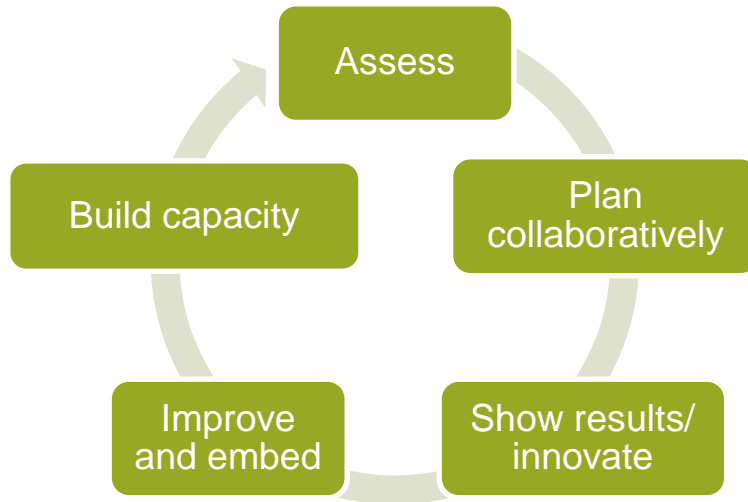 Assess
Plan
collaboratively
Show results/
innovate
Improve
and embed
Build capacity